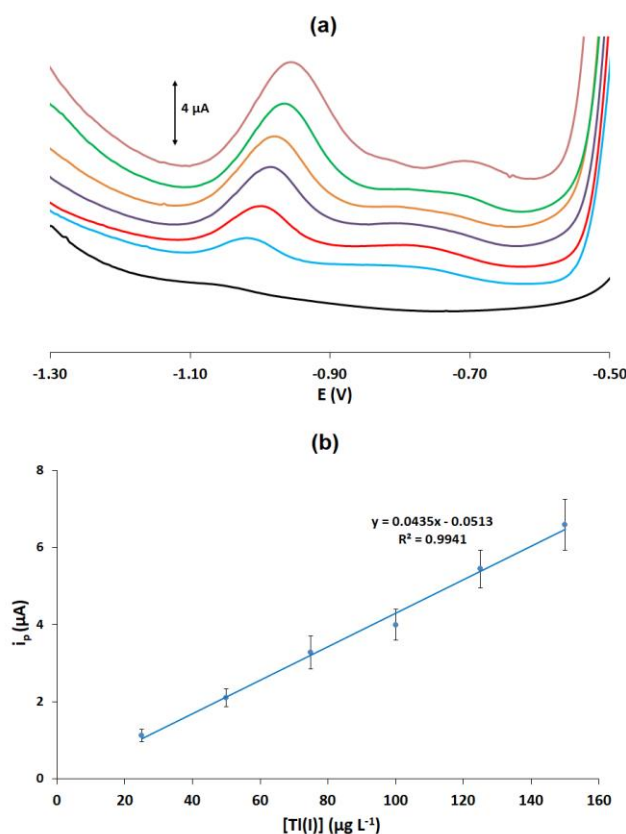 (a)
4 µA
-1.30 -1.10 -0.90 -0.70 -0.50
E (V)
(b)
8
y = 0.0435x - 0.0513
R² = 0.9941
6
4
2
0
iₚ (µA)
0 20 40 60 80 100 120 140 160
[Tl(I)] (µg L⁻¹)